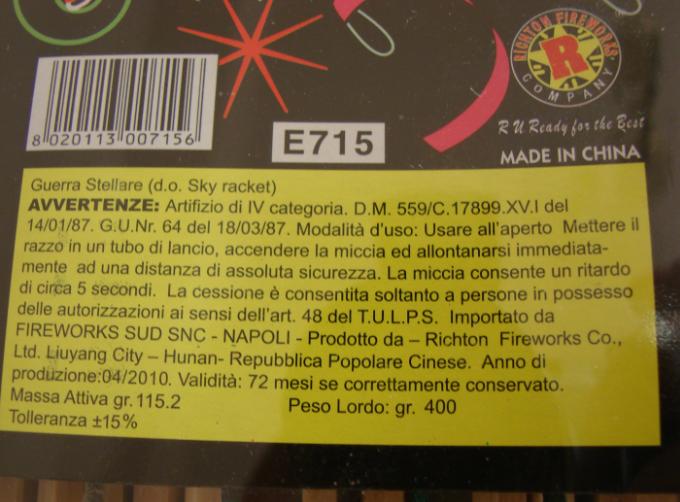 RICHTON FIREWORKS
R
COMPANY
R U Ready for the Best
MADE IN CHINA
8 020113 007156
E715
Guerra Stellare (d.o. Sky racket)
AVVERTENZE: Artifizio di IV categoria. D.M. 559/C.17899.XV.I del
14/01/87. G.U.Nr. 64 del 18/03/87. Modalità d'uso: Usare all'aperto Mettere il
razzo in un tubo di lancio, accendere la miccia ed allontanarsi immediata-
mente ad una distanza di assoluta sicurezza. La miccia consente un ritardo
di circa 5 secondi. La cessione è consentita soltanto a persone in possesso
delle autorizzazioni ai sensi dell'art. 48 del T.U.L.P.S. Importato da
FIREWORKS SUD SNC - NAPOLI - Prodotto da – Richton Fireworks Co.,
Ltd. Liuyang City – Hunan- Repubblica Popolare Cinese. Anno di
produzione:04/2010. Validità: 72 mesi se correttamente conservato.
Massa Attiva gr.115.2 Peso Lordo: gr. 400
Tolleranza ±15%